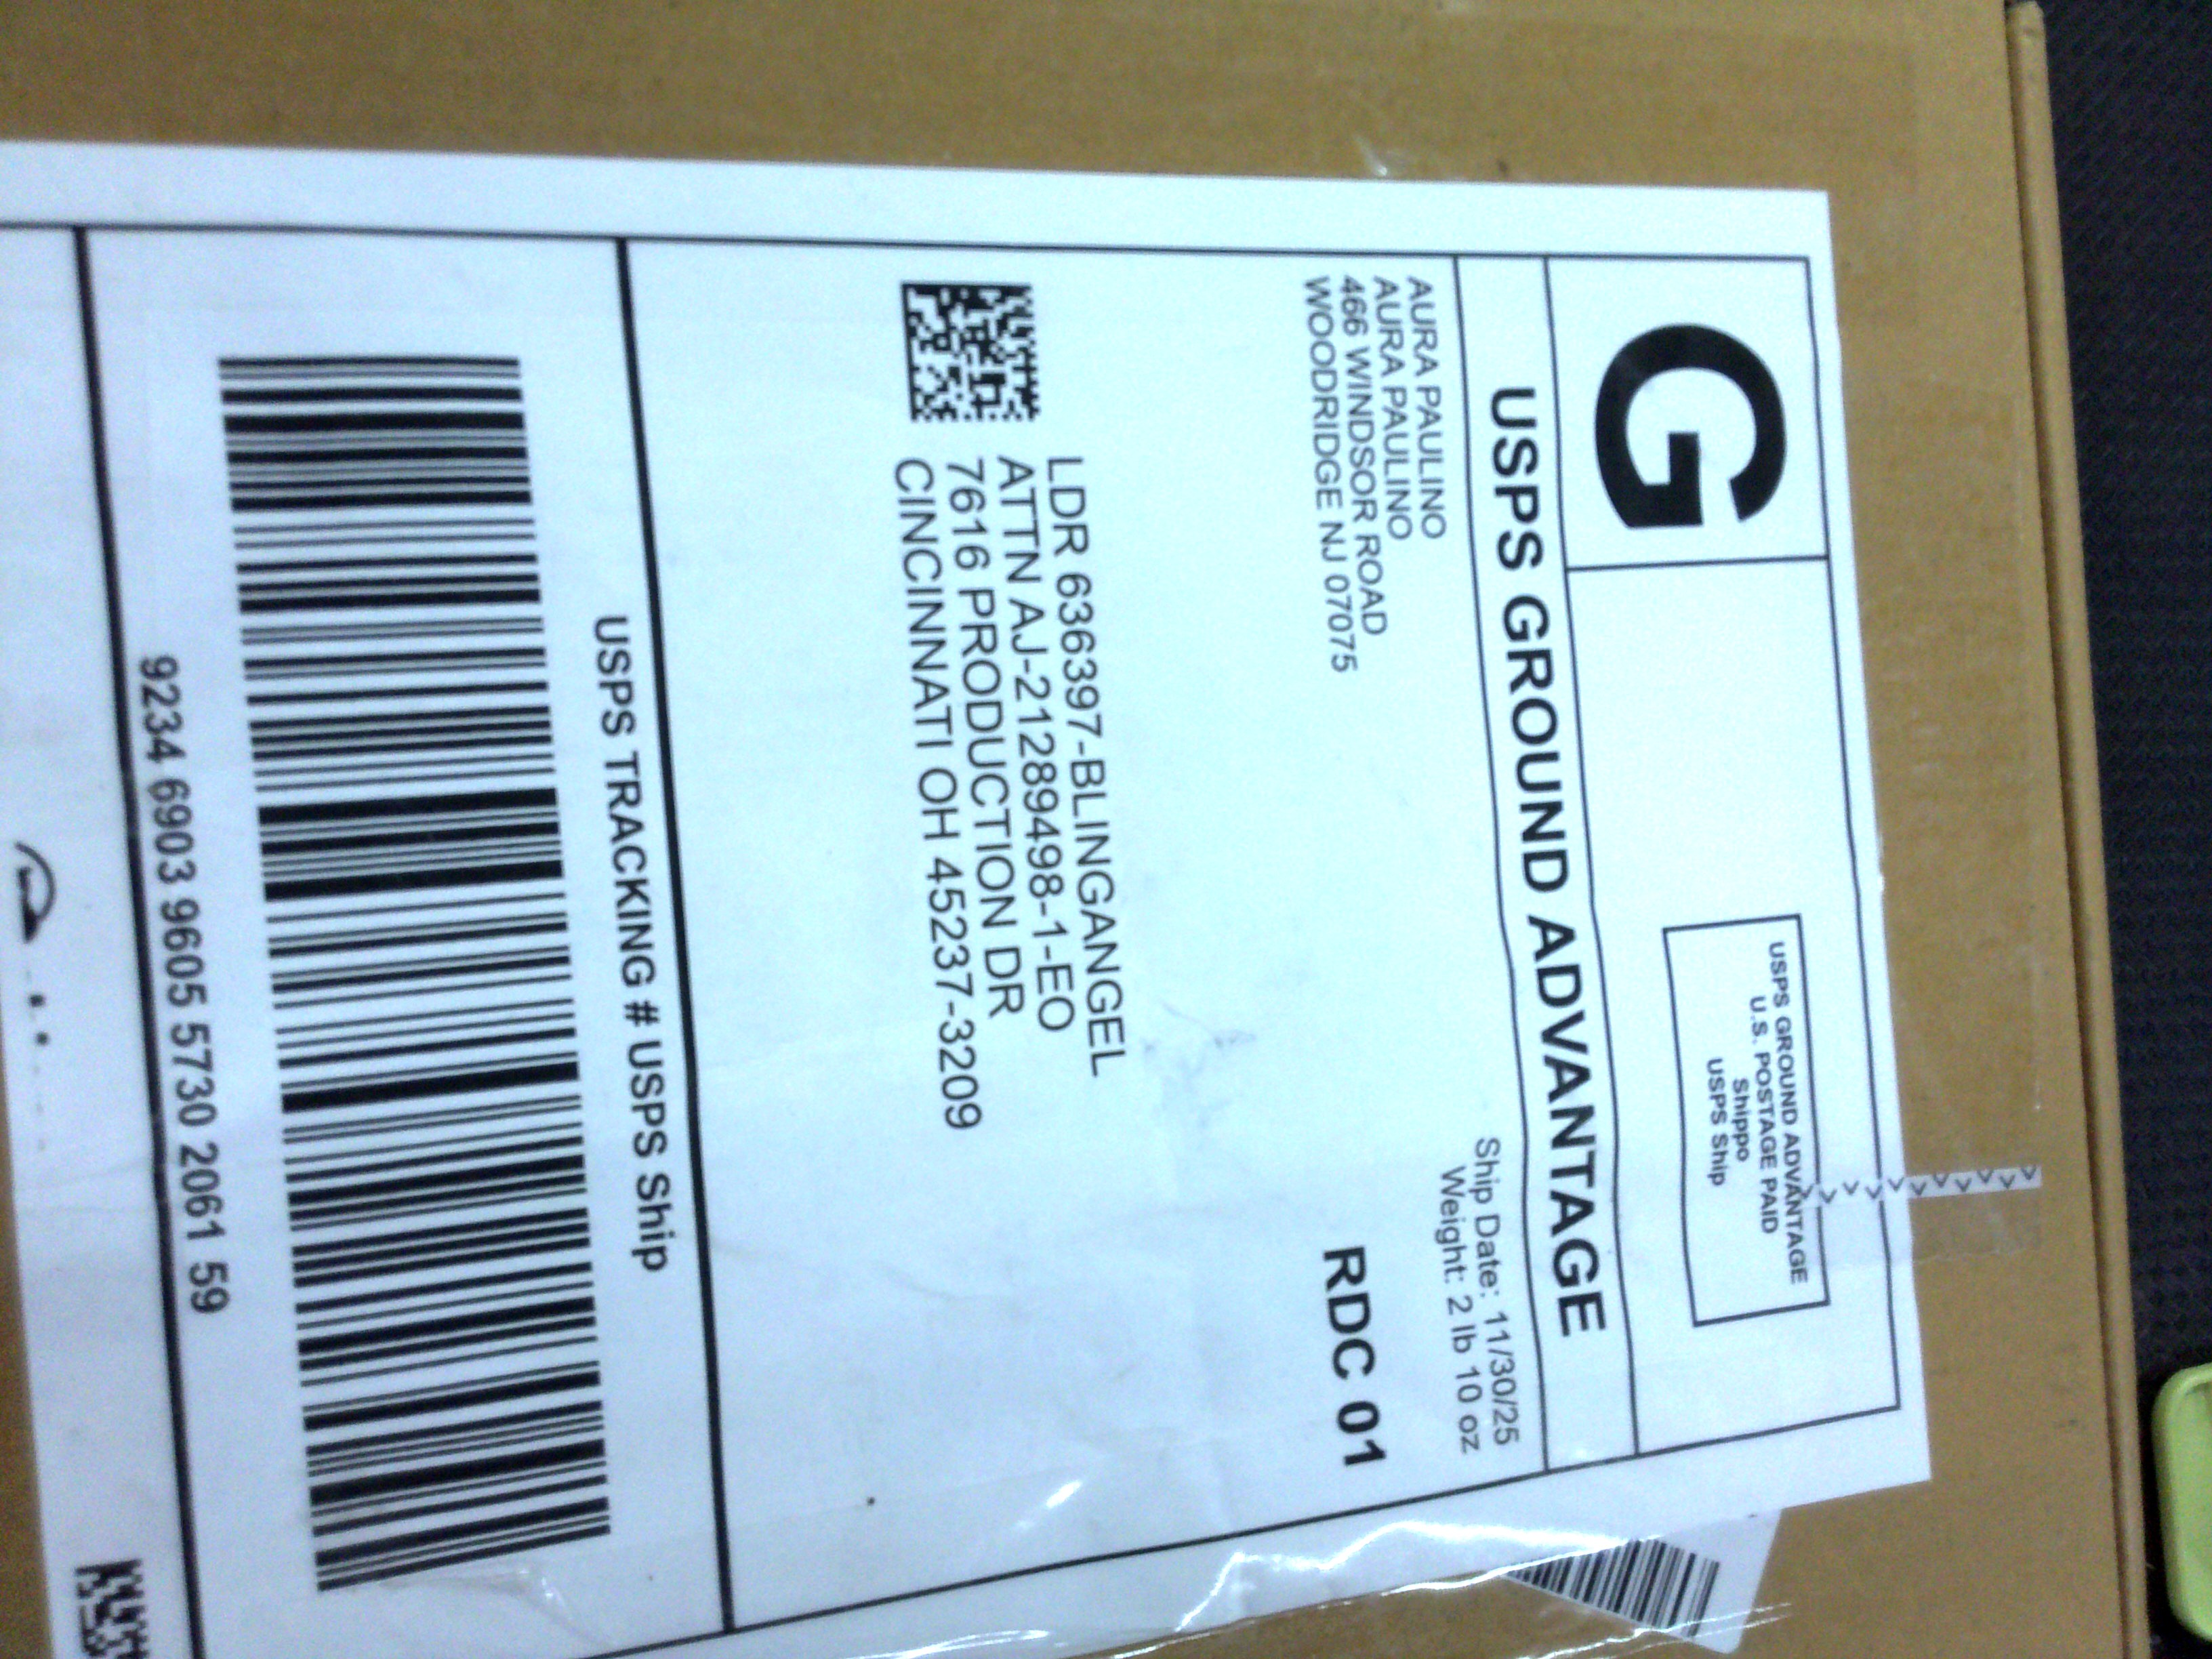 G
USPS GROUND ADVANTAGE
U.S. POSTAGE PAID
Shippo
USPS Ship
USPS GROUND ADVANTAGE
AURA PAULINO
AURA PAULINO
466 WINDSOR ROAD
WOODRIDGE NJ 07075
Ship Date: 11/30/25
Weight: 2 lb 10 oz
RDC 01
LDR 636397-BLINGANGEL
ATTN AJ-21289498-1-EO
7616 PRODUCTION DR
CINCINNATI OH 45237-3209
USPS TRACKING # USPS Ship
9234 6903 9605 5730 2061 59